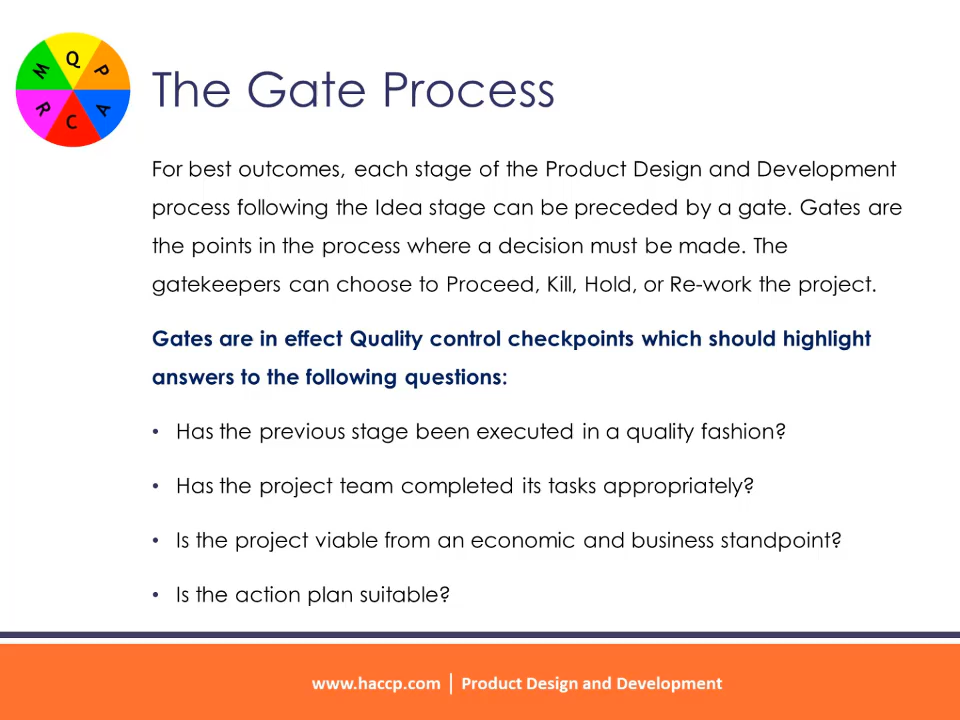 Q
P
A
C
R
M
The Gate Process
For best outcomes, each stage of the Product Design and Development
process following the Idea stage can be preceded by a gate. Gates are
the points in the process where a decision must be made. The
gatekeepers can choose to Proceed, Kill, Hold, or Re-work the project.
Gates are in effect Quality control checkpoints which should highlight
answers to the following questions:
• Has the previous stage been executed in a quality fashion?
• Has the project team completed its tasks appropriately?
• Is the project viable from an economic and business standpoint?
• Is the action plan suitable?
www.haccp.com | Product Design and Development